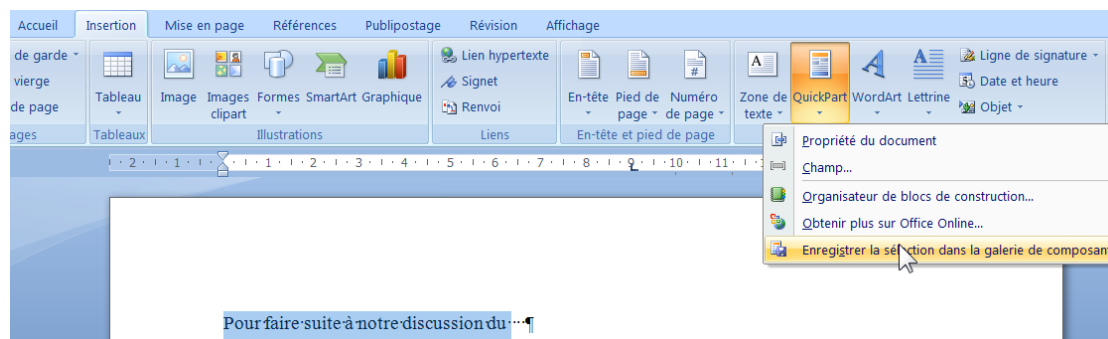 Accueil Insertion Mise en page Références Publipostage Révision Affichage
de garde
vierge
de page
ages
Tableau
Tableaux
Image Images clipart Formes SmartArt Graphique
Illustrations
Lien hypertexte
Signet
Renvoi
Liens
En-tête Pied de page Numéro de page
#
En-tête et pied de page
A
Zone de texte QuickPart WordArt Lettrine
A A
Ligne de signature
Date et heure
Objet
2 1 1 2 3 4 5 6 7 8 9 10 11
Propriété du document
Champ...
Organisateur de blocs de construction...
Obtenir plus sur Office Online...
Enregistrer la sélection dans la galerie de composan
Pour·faire·suite·à·notre·discussion·du·····¶